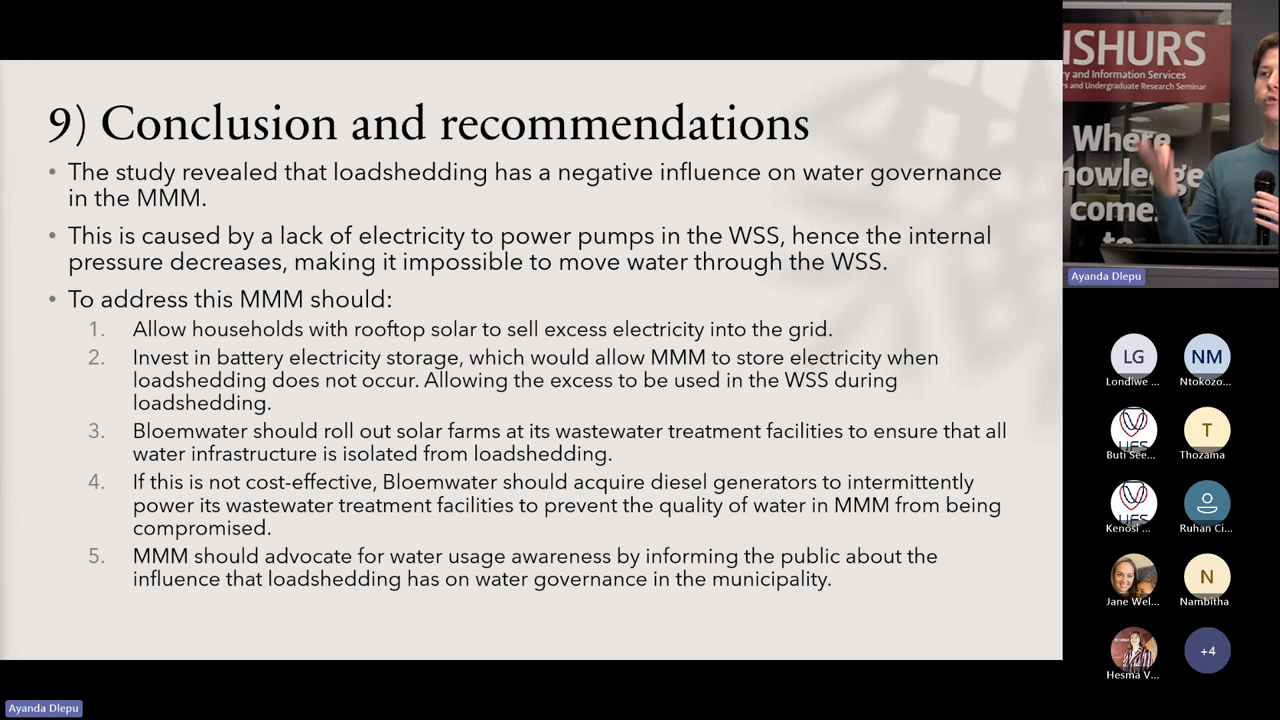 9) Conclusion and recommendations
• The study revealed that loadshedding has a negative influence on water governance
in the MMM.
• This is caused by a lack of electricity to power pumps in the WSS, hence the internal
pressure decreases, making it impossible to move water through the WSS.
• To address this MMM should:
1. Allow households with rooftop solar to sell excess electricity into the grid.
2. Invest in battery electricity storage, which would allow MMM to store electricity when
loadshedding does not occur. Allowing the excess to be used in the WSS during
loadshedding.
3. Bloemwater should roll out solar farms at its wastewater treatment facilities to ensure that all
water infrastructure is isolated from loadshedding.
4. If this is not cost-effective, Bloemwater should acquire diesel generators to intermittently
power its wastewater treatment facilities to prevent the quality of water in MMM from being
compromised.
5. MMM should advocate for water usage awareness by informing the public about the
influence that loadshedding has on water governance in the municipality.
Ayanda Dlepu
ISHURS
ry and Information Services
rs and Undergraduate Research Seminar
Where
nowledge
come
to
Ayanda Dlepu
LG
NM
Londiwe ...
Ntokozo...
UFS
T
Buti See...
Thozama
UFS
Kenosi ...
Ruhan Ci...
N
Jane Wel...
Nambitha
+4
Hesma V...